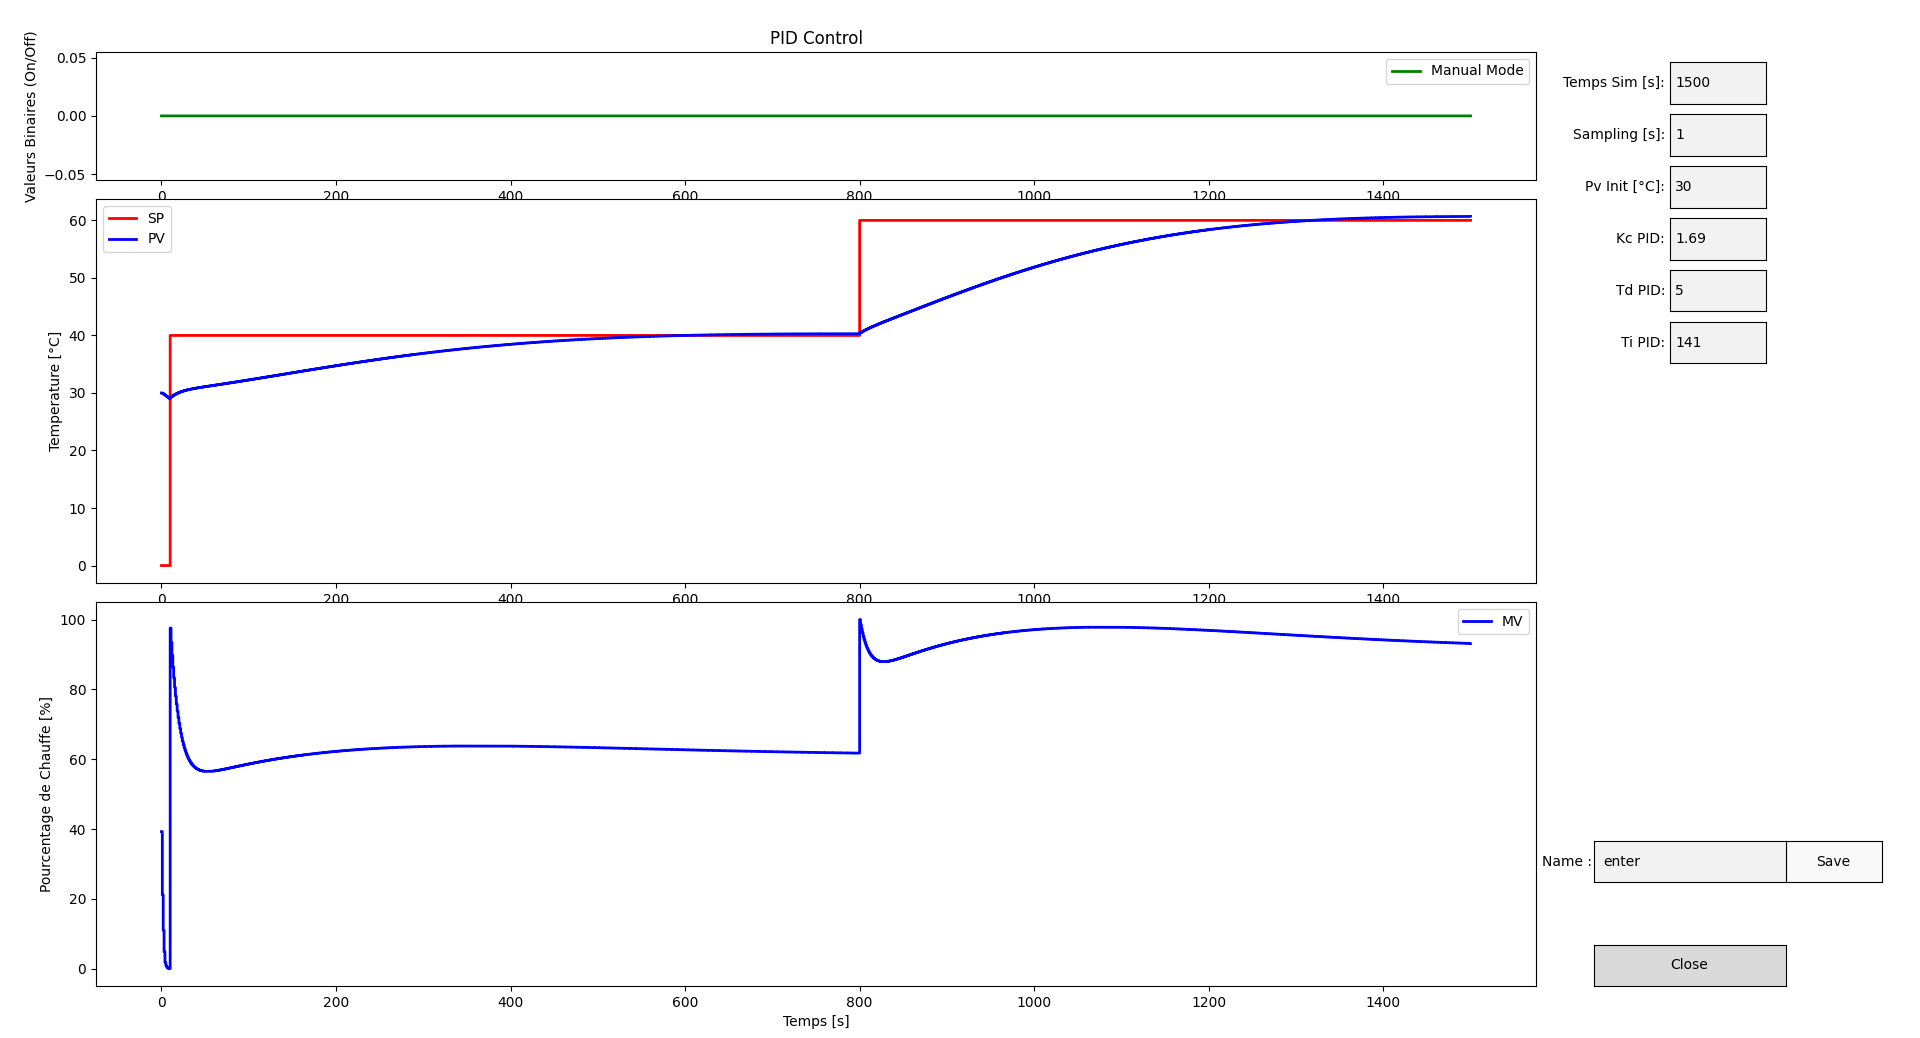 PID Control
Valeurs Binaires (On/Off)
0.05
0.00
−0.05
Manual Mode
0 200 400 600 800 1000 1200 1400
Temperature [°C]
60
50
40
30
20
10
0
SP
PV
0 200 400 600 800 1000 1200 1400
Pourcentage de Chauffe [%]
100
80
60
40
20
0
MV
0 200 400 600 800 1000 1200 1400
Temps [s]
Temps Sim [s]: 1500
Sampling [s]: 1
Pv Init [°C]: 30
Kc PID: 1.69
Td PID: 5
Ti PID: 141
Name : enter Save
Close